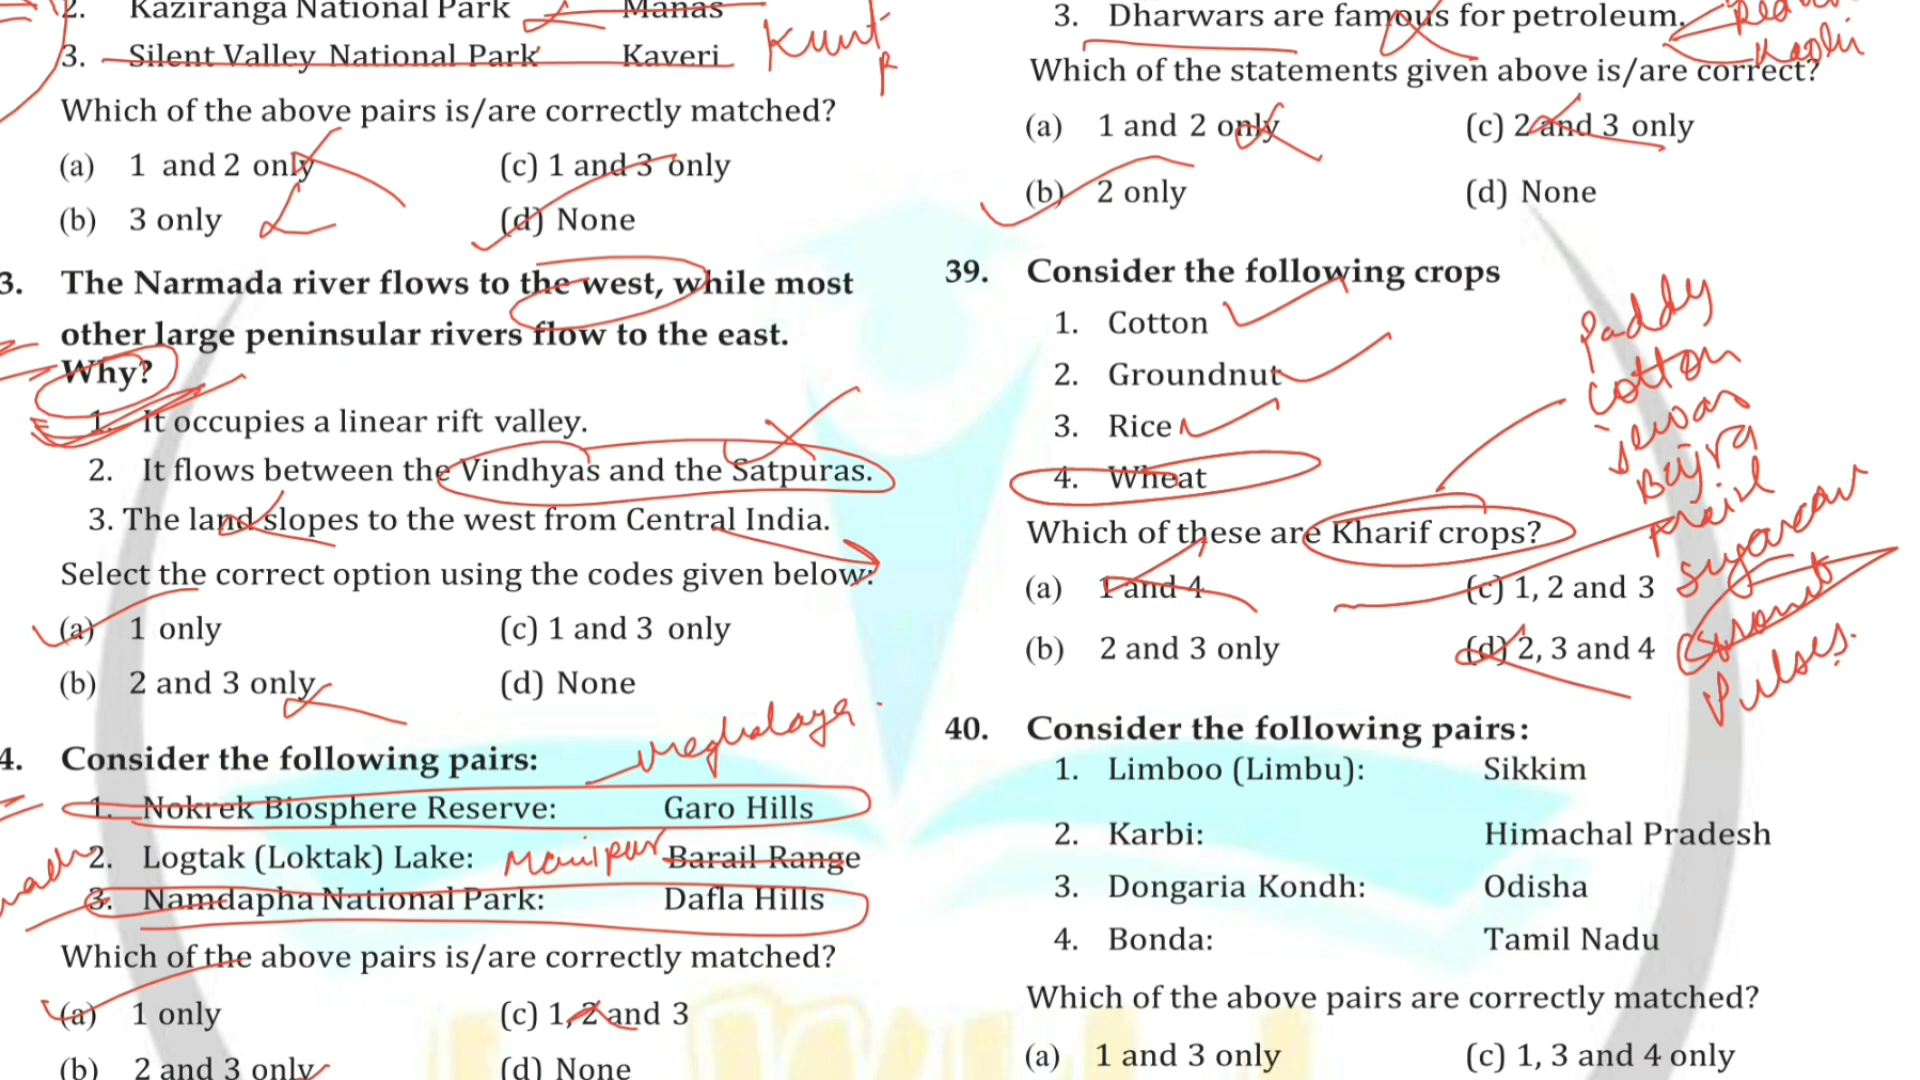 2. Kaziranga National Park Manas
3. Silent Valley National Park Kaveri
Which of the above pairs is/are correctly matched?
(a) 1 and 2 only (c) 1 and 3 only
(b) 3 only (d) None
3. The Narmada river flows to the west, while most
other large peninsular rivers flow to the east.
Why?
1. It occupies a linear rift valley.
2. It flows between the Vindhyas and the Satpuras.
3. The land slopes to the west from Central India.
Select the correct option using the codes given below:
(a) 1 only (c) 1 and 3 only
(b) 2 and 3 only (d) None
meghalaya
4. Consider the following pairs:
1. Nokrek Biosphere Reserve: Garo Hills
2. Logtak (Loktak) Lake: Manipur Barail Range
3. Namdapha National Park: Dafla Hills
Which of the above pairs is/are correctly matched?
(a) 1 only (c) 1, 2 and 3
(b) 2 and 3 only (d) None
3. Dharwars are famous for petroleum.
Which of the statements given above is/are correct?
(a) 1 and 2 only (c) 2 and 3 only
(b) 2 only (d) None
39. Consider the following crops
1. Cotton
2. Groundnut
3. Rice
4. Wheat
Which of these are Kharif crops?
(a) 1 and 4 (c) 1, 2 and 3
(b) 2 and 3 only (d) 2, 3 and 4
Paddy
Cotton
Jewar
Bajra
Pulses.
40. Consider the following pairs:
1. Limboo (Limbu): Sikkim
2. Karbi: Himachal Pradesh
3. Dongaria Kondh: Odisha
4. Bonda: Tamil Nadu
Which of the above pairs are correctly matched?
(a) 1 and 3 only (c) 1, 3 and 4 only